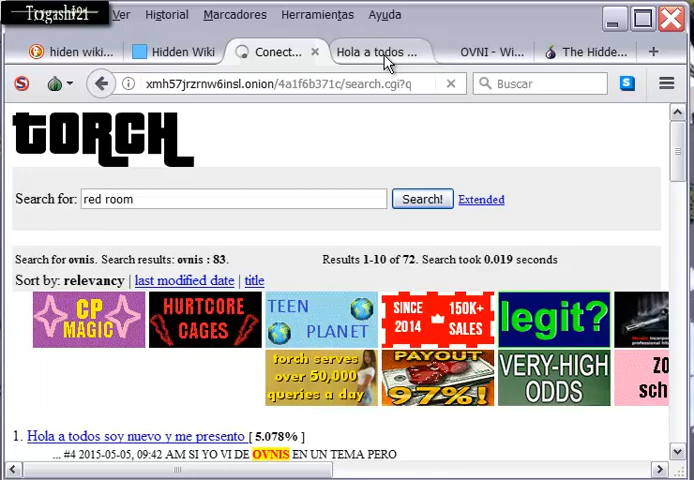 Trogashi21
Ver Historial Marcadores Herramientas Ayuda
hiden wiki... Hidden Wiki Conect... Hola a todos ... OVNI - Wi... The Hidde...
xmh57jrzrnw6insl.onion/4a1f6b371c/search.cgi?q Buscar
TORCH
Search for: red room Search! Extended
Search for ovnis. Search results: ovnis : 83. Results 1-10 of 72. Search took 0.019 seconds
Sort by: relevancy | last modified date | title
CP MAGIC
HURTCORE CAGES
TEEN PLANET
SINCE 2014 150K+ SALES
legit?
torch serves over 50,000 queries a day
PAYOUT 97%!
VERY-HIGH ODDS
1. Hola a todos soy nuevo y me presento [ 5.078% ]
... #4 2015-05-05, 09:42 AM SI YO VI DE OVNIS EN UN TEMA PERO